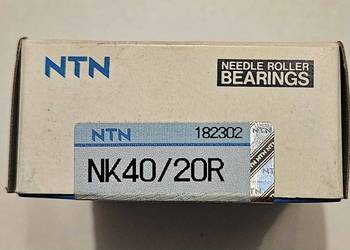 NTN
NEEDLE ROLLER
BEARINGS
NTN
182302
NK40/20R